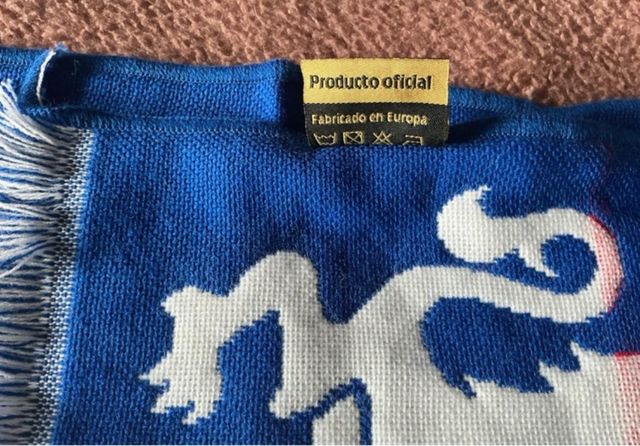 Producto oficial
Fabricado en Europa